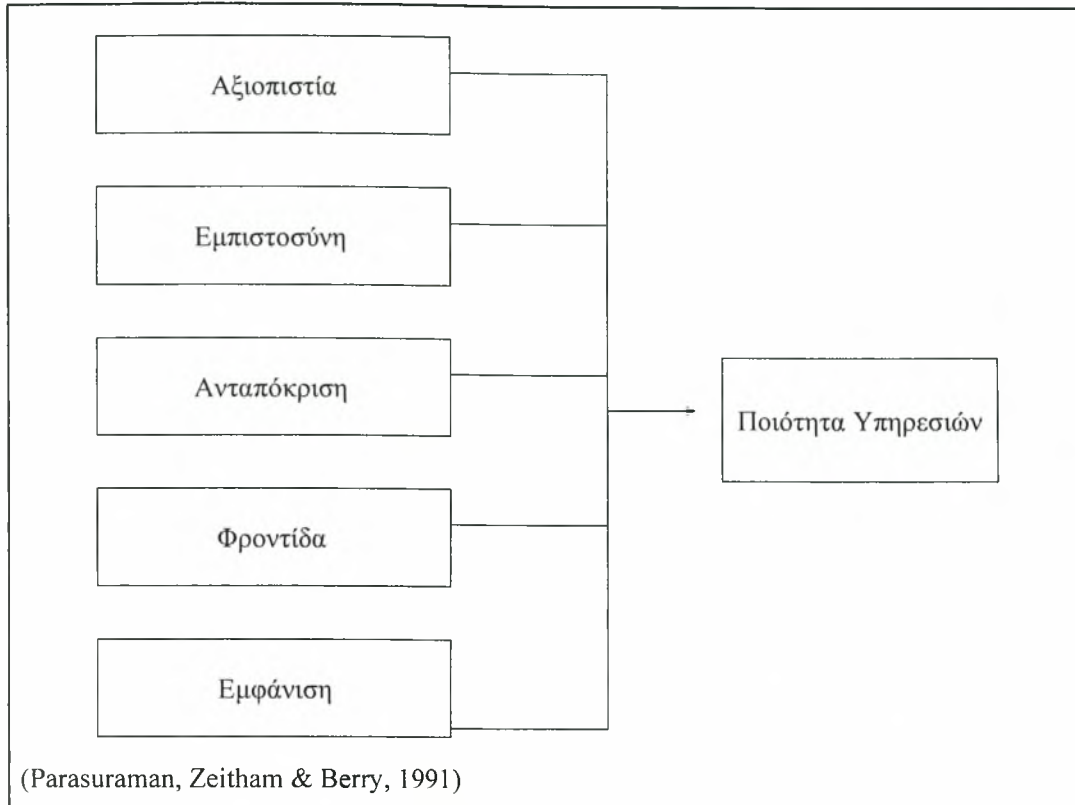 Αξιοπιστία
Εμπιστοσύνη
Ανταπόκριση
Φροντίδα
Εμφάνιση
Ποιότητα Υπηρεσιών
(Parasuraman, Zeitham & Berry, 1991)